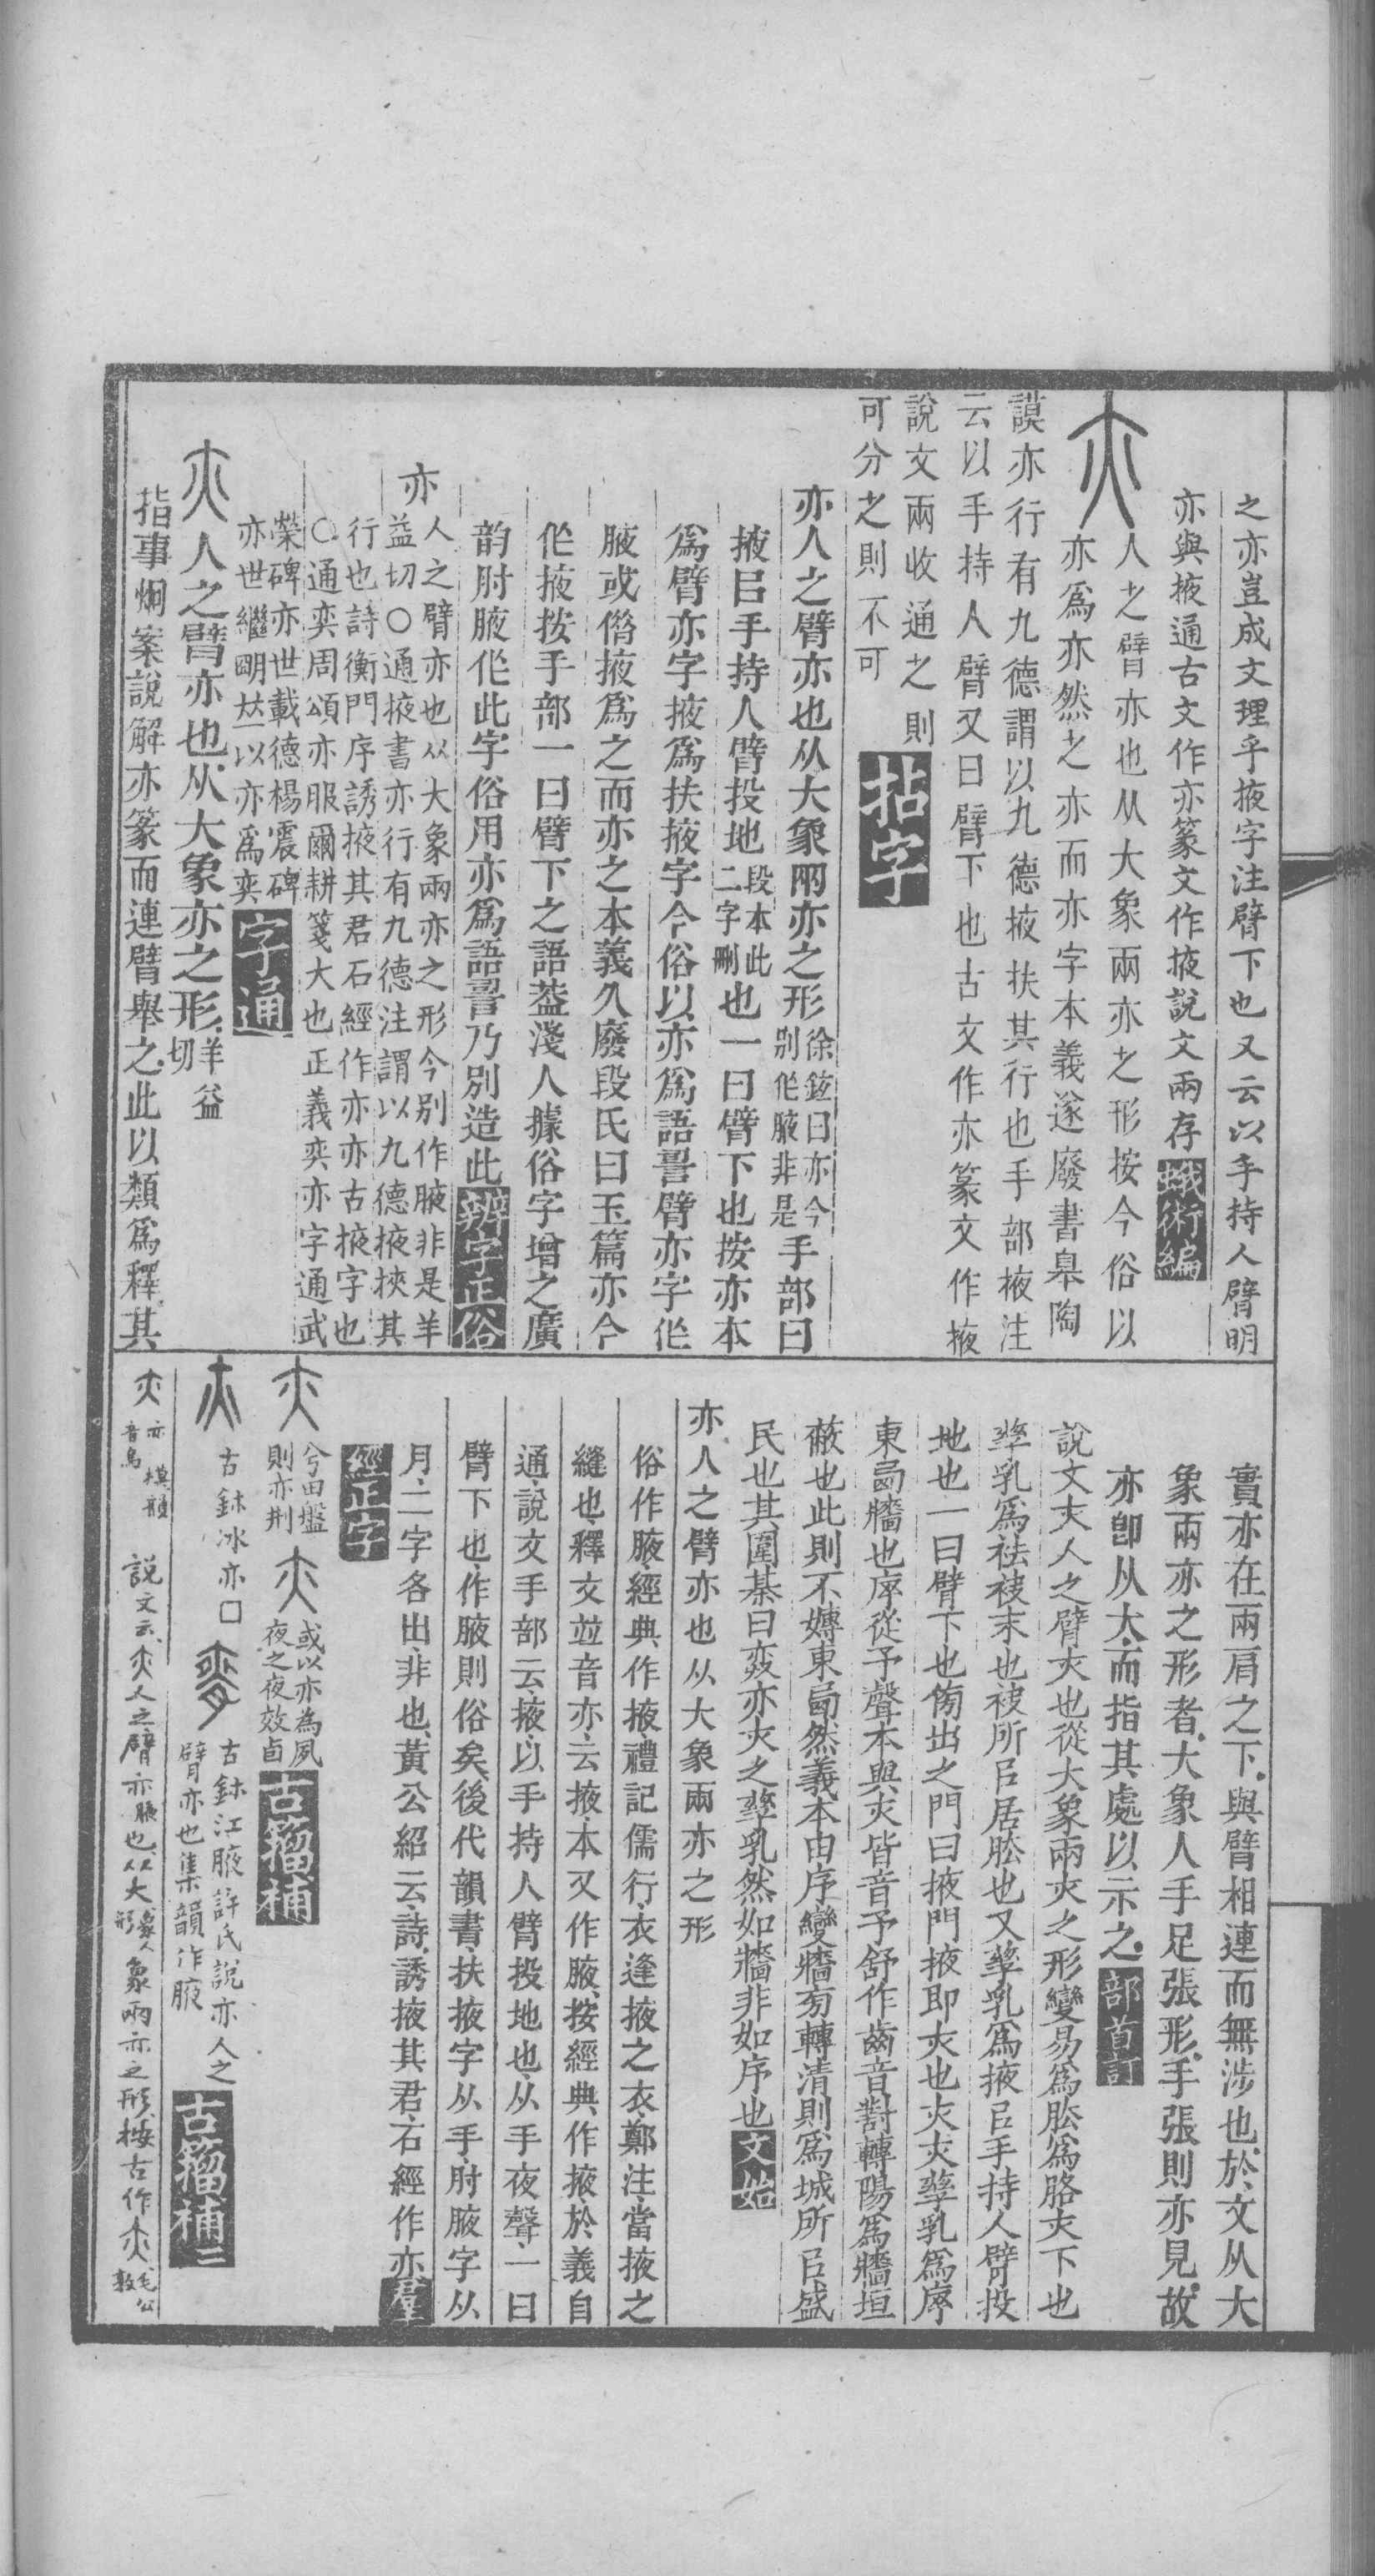 之亦豈成文理乎掖字注臂下也又云以手持人臂明
亦與掖通古文作亦篆文作掖說文兩存
蛾術編
人之臂亦也从大象兩亦之形按今俗以
亦爲亦然之亦而亦字本義遂廢書臯陶
謨亦行有九德謂以九德掖扶其行也手部掖注
云以手持人臂又曰臂下也古文作亦篆文作掖
說文兩收通之則
可分之則不可
拈字
亦人之臂亦也从大象兩亦之形
徐鉉曰亦今
別作腋非是
手部曰
掖㠯手持人臂投地
段本此
二字刪
也一曰臂下也按亦本
爲臂亦字掖爲扶掖字今俗以亦爲語䛐臂亦字作
腋或借掖爲之而亦之本義久廢段氏曰玉篇亦今
作掖按手部一曰臂下之語葢淺人據俗字增之廣
韵肘腋作此字俗用亦爲語䛐乃別造此
辨字正俗
亦
人之臂亦也从大象兩亦之形今別作腋非是羊
益切〇通掖書亦行有九德注謂以九德掖挾其
行也詩衡門序誘掖其君石經作亦亦古掖字也
〇通奕周頌亦服爾耕箋大也正義奕亦字通武
榮碑亦世載德楊震碑
亦世繼明𠀤以亦爲奕
字通
人之臂亦也从大象亦之形
羊益
切
指事炯案說解亦篆而連臂舉之此以類爲釋其
實亦在兩肩之下與臂相連而無涉也於文从大
象兩亦之形者大象人手足張形手張則亦見故
亦卽从大而指其處以示之
部首訂
說文夾人之臂夾也從大象兩夾之形變易爲胠爲胳夾下也
孳乳爲袪衼末也衼所㠯居胠也又孳乳爲掖㠯手持人臂投
地也一曰臂下也㑃出之門曰掖門掖即夾也夾夾孳乳爲序
東𠷎牆也序從予聲本與夾皆音予舒作齒音對轉陽爲牆垣
蔽也此則不嫥東𠷎然義本由序變牆旁轉清則爲城所㠯盛
民也其圍棊曰㚏亦夾之孳乳然如牆非如序也
文始
亦人之臂亦也从大象兩亦之形
俗作腋經典作掖禮記儒行衣逢掖之衣鄭注當掖之
縫也釋文竝音亦云掖本又作腋按經典作掖於義自
通說文手部云掖以手持人臂投地也从手夜聲一曰
臂下也作腋則俗矣後代韻書扶掖字从手肘腋字从
月二字各出非也黃公紹云詩誘掖其君石經作亦
羣
經正字
兮田盤
則亦刑
或以亦為夙
夜之夜效卣
古籀補
古鉢冰亦囗
古鉢江腋許氏說亦人之
臂亦也集韻作腋
古籀補二
亦
音烏
模韻
說文云
人之臂亦腋也从大
象人
形
象兩亦之形按古作
毛公
敦